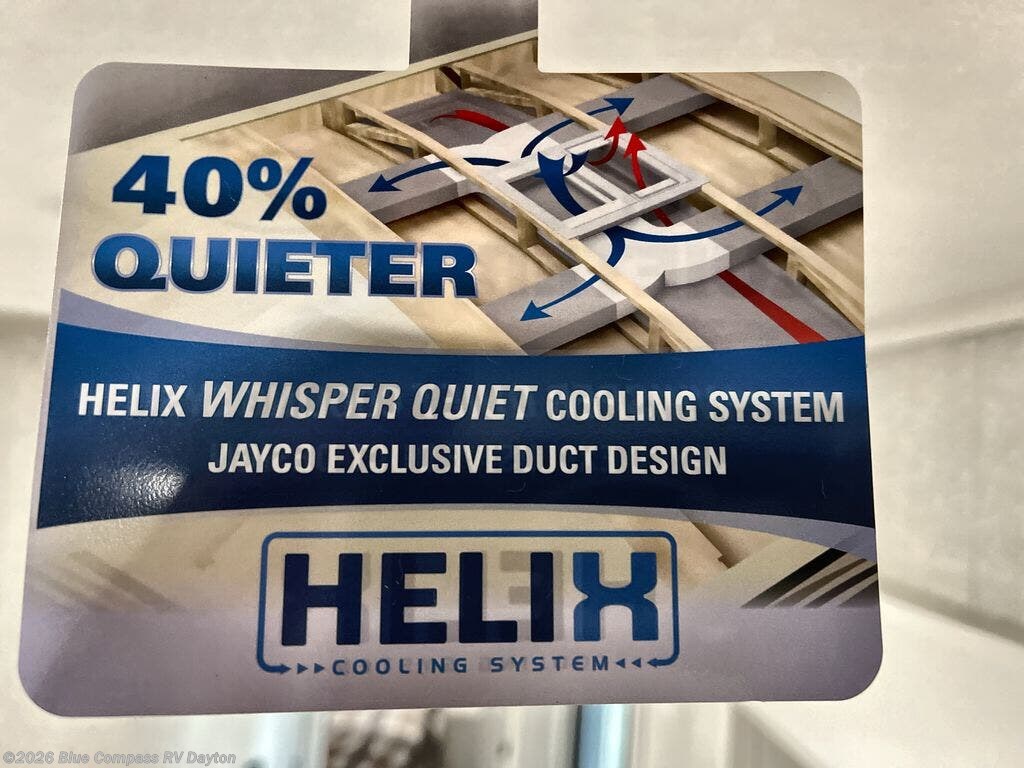 40%
QUIETER
HELIX WHISPER QUIET COOLING SYSTEM
JAYCO EXCLUSIVE DUCT DESIGN
HELIX
COOLING SYSTEM
©2026 Blue Compass RV Dayton